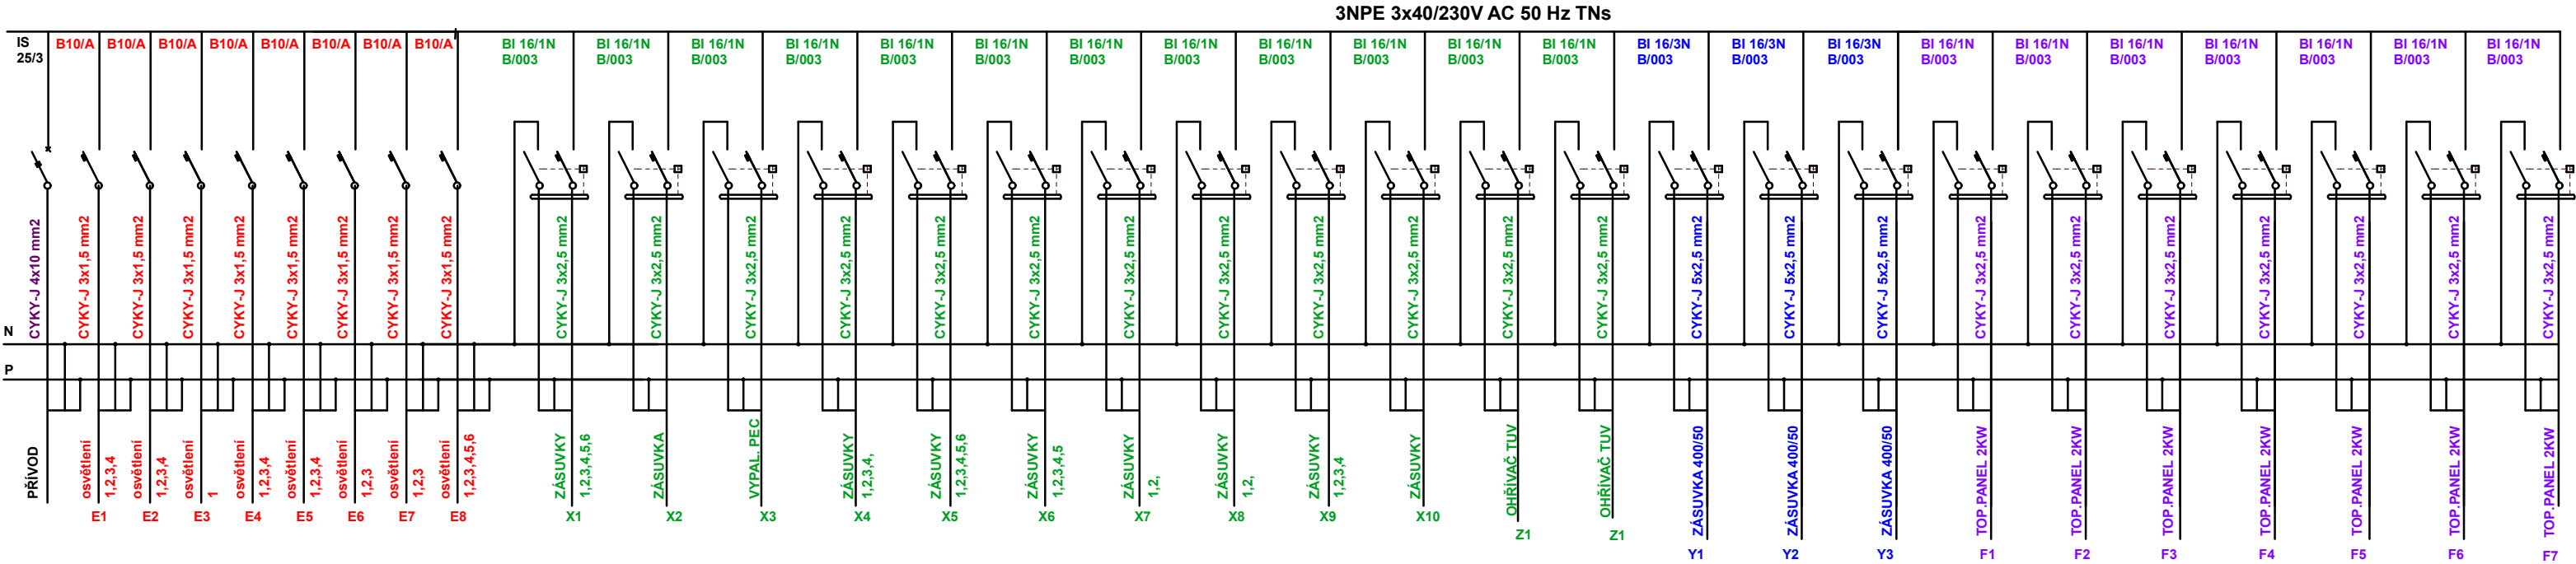 3NPE 3x40/230V AC 50 Hz TNs
IS
25/3
B10/A
B10/A
B10/A
B10/A
B10/A
B10/A
B10/A
B10/A
BI 16/1N
B/003
BI 16/1N
B/003
BI 16/1N
B/003
BI 16/1N
B/003
BI 16/1N
B/003
BI 16/1N
B/003
BI 16/1N
B/003
BI 16/1N
B/003
BI 16/1N
B/003
BI 16/1N
B/003
BI 16/1N
B/003
BI 16/1N
B/003
BI 16/3N
B/003
BI 16/3N
B/003
BI 16/3N
B/003
BI 16/1N
B/003
BI 16/1N
B/003
BI 16/1N
B/003
BI 16/1N
B/003
BI 16/1N
B/003
BI 16/1N
B/003
BI 16/1N
B/003
CYKY-J 4x10 mm2
CYKY-J 3x1,5 mm2
CYKY-J 3x1,5 mm2
CYKY-J 3x1,5 mm2
CYKY-J 3x1,5 mm2
CYKY-J 3x1,5 mm2
CYKY-J 3x1,5 mm2
CYKY-J 3x1,5 mm2
CYKY-J 3x1,5 mm2
CYKY-J 3x2,5 mm2
CYKY-J 3x2,5 mm2
CYKY-J 3x2,5 mm2
CYKY-J 3x2,5 mm2
CYKY-J 3x2,5 mm2
CYKY-J 3x2,5 mm2
CYKY-J 3x2,5 mm2
CYKY-J 3x2,5 mm2
CYKY-J 3x2,5 mm2
CYKY-J 3x2,5 mm2
CYKY-J 3x2,5 mm2
CYKY-J 3x2,5 mm2
CYKY-J 5x2,5 mm2
CYKY-J 5x2,5 mm2
CYKY-J 5x2,5 mm2
CYKY-J 3x2,5 mm2
CYKY-J 3x2,5 mm2
CYKY-J 3x2,5 mm2
CYKY-J 3x2,5 mm2
CYKY-J 3x2,5 mm2
CYKY-J 3x2,5 mm2
CYKY-J 3x2,5 mm2
N
P
PŘÍVOD
osvětlení
1,2,3,4
osvětlení
1,2,3,4
osvětlení
1
osvětlení
1,2,3,4
osvětlení
1,2,3,4
osvětlení
1,2,3
osvětlení
1,2,3
osvětlení
1,2,3,4,5,6
ZÁSUVKY
1,2,3,4,5,6
ZÁSUVKA
VYPAL. PEC
ZÁSUVKY
1,2,3,4,
ZÁSUVKY
1,2,3,4,5,6
ZÁSUVKY
1,2,3,4,5
ZÁSUVKY
1,2,
ZÁSUVKY
1,2,
ZÁSUVKY
1,2,3,4
ZÁSUVKY
OHŘÍVAČ TUV
OHŘÍVAČ TUV
ZÁSUVKA 400/50
ZÁSUVKA 400/50
ZÁSUVKA 400/50
TOP.PANEL 2KW
TOP.PANEL 2KW
TOP.PANEL 2KW
TOP.PANEL 2KW
TOP.PANEL 2KW
TOP.PANEL 2KW
TOP.PANEL 2KW
E1
E2
E3
E4
E5
E6
E7
E8
X1
X2
X3
X4
X5
X6
X7
X8
X9
X10
Z1
Z1
Y1
Y2
Y3
F1
F2
F3
F4
F5
F6
F7